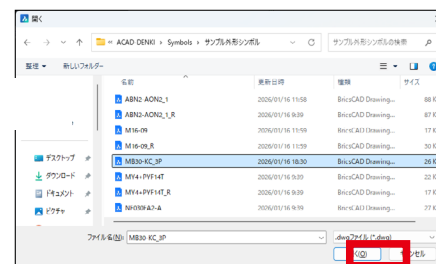 開く
« ACAD-DENKI › Symbols › サンプル外形シンボル
サンプル外形シンボルの検索
整理 新しいフォルダー
名前 更新日時 種類 サイズ
ABN2-AON2_1 2026/01/16 11:58 BricsCAD Drawing... 88 K
ABN2-AON2_1_R 2026/01/16 9:39 BricsCAD Drawing... 87 K
M16-09 2026/01/16 11:59 BricsCAD Drawing... 17 K
M16-09_R 2026/01/16 11:59 BricsCAD Drawing... 30 K
デスクトップ MB30-KC_3P 2026/01/16 18:30 BricsCAD Drawing... 26 K
ダウンロード MY4+PYF14T 2026/01/16 9:39 BricsCAD Drawing... 22 K
ドキュメント MY4+PYF14T_R 2026/01/16 9:39 BricsCAD Drawing... 17 K
ピクチャ 2026/01/16 9:39 BricsCAD Drawing... 27 K
ファイル名(N): MB30-KC_3P .dwgファイル (*.dwg)
(O) セル